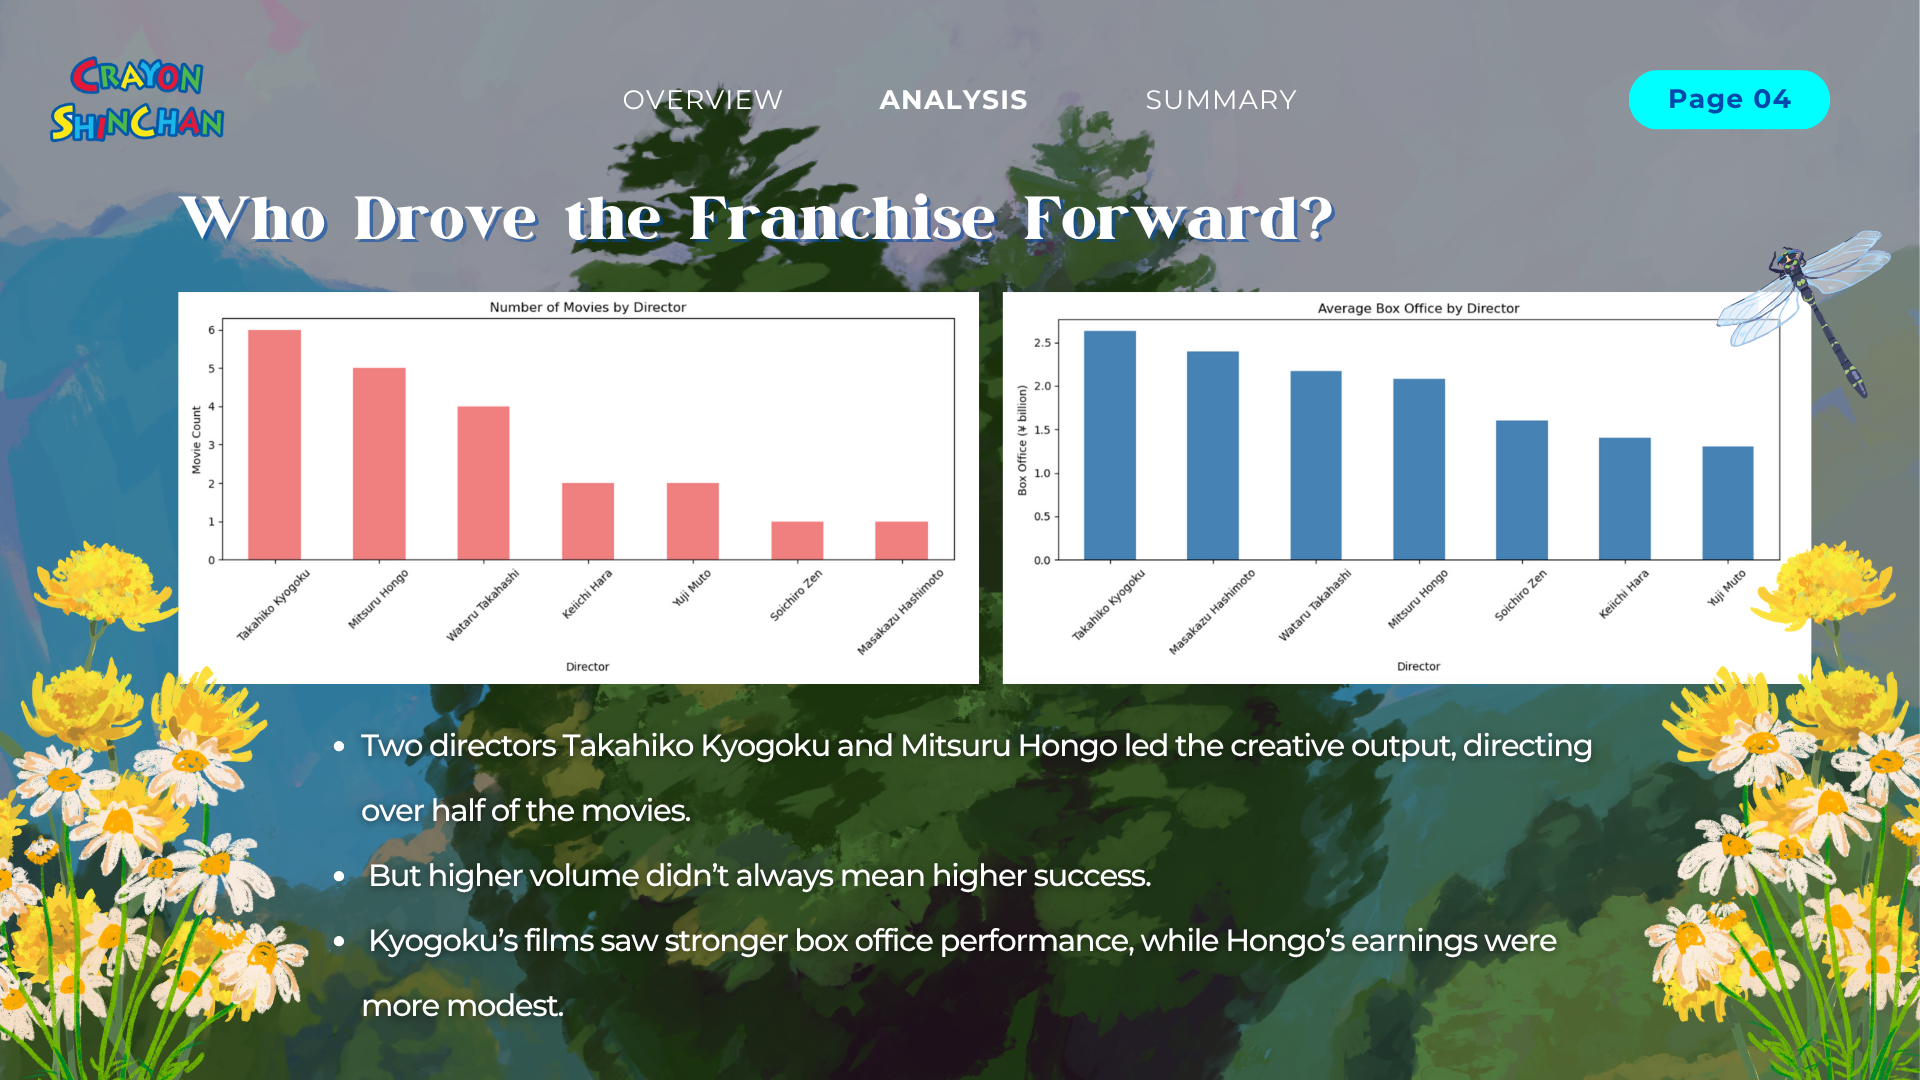 CRAYON
SHINCHAN
OVERVIEW
ANALYSIS
SUMMARY
Page 04
Who Drove the Franchise Forward?
Number of Movies by Director
Movie Count
6
5
4
3
2
1
0
Takahiko Kyogoku
Mitsuru Hongo
Wataru Takahashi
Keiichi Hara
Yuji Muto
Soichiro Zen
Masakazu Hashimoto
Director
Average Box Office by Director
Box Office (¥ billion)
2.5
2.0
1.5
1.0
0.5
0.0
Takahiko Kyogoku
Masakazu Hashimoto
Wataru Takahashi
Mitsuru Hongo
Soichiro Zen
Keiichi Hara
Yuji Muto
Director
• Two directors Takahiko Kyogoku and Mitsuru Hongo led the creative output, directing
over half of the movies.
• But higher volume didn’t always mean higher success.
• Kyogoku’s films saw stronger box office performance, while Hongo’s earnings were
more modest.